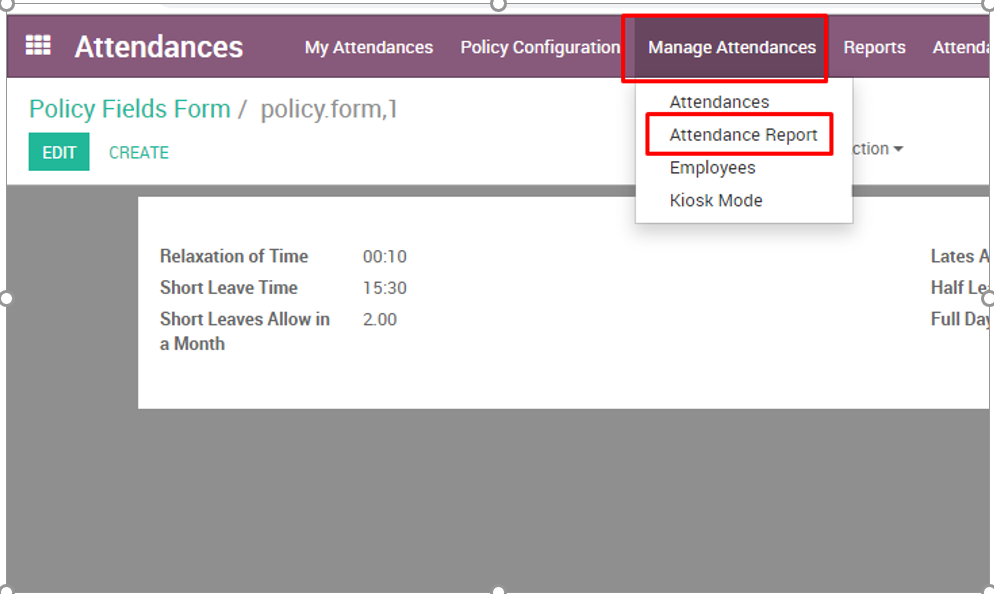 Attendances My Attendances Policy Configuration Manage Attendances Reports Attenda
Policy Fields Form / policy.form,1
Attendances
Attendance Report
Employees
Kiosk Mode
EDIT CREATE ction
Relaxation of Time 00:10 Lates A
Short Leave Time 15:30 Half Le
Short Leaves Allow in 2.00 Full Day
a Month